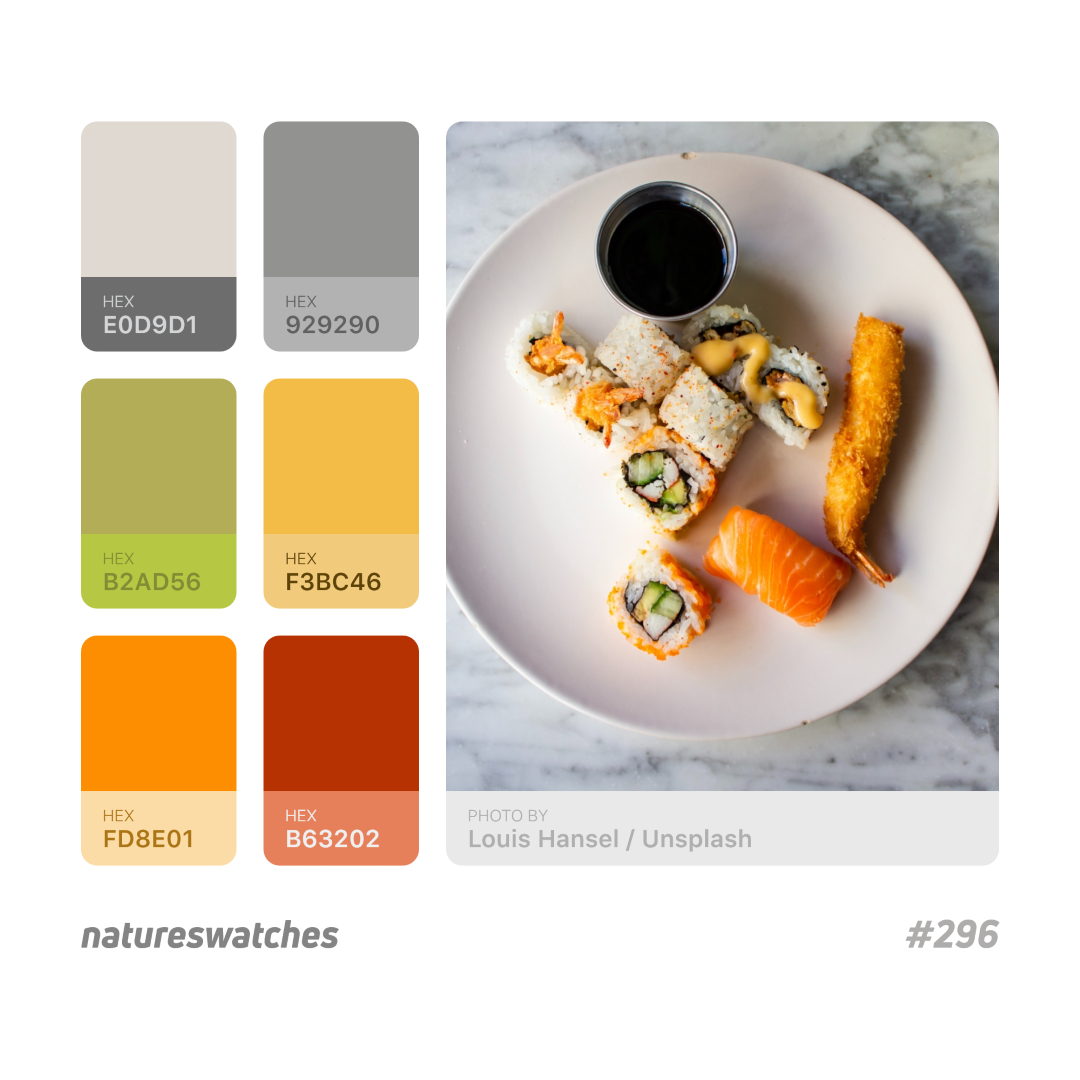 HEX
E0D9D1
HEX
929290
HEX
B2AD56
HEX
F3BC46
HEX
FD8E01
HEX
B63202
PHOTO BY
Louis Hansel / Unsplash
natureswatches
#296